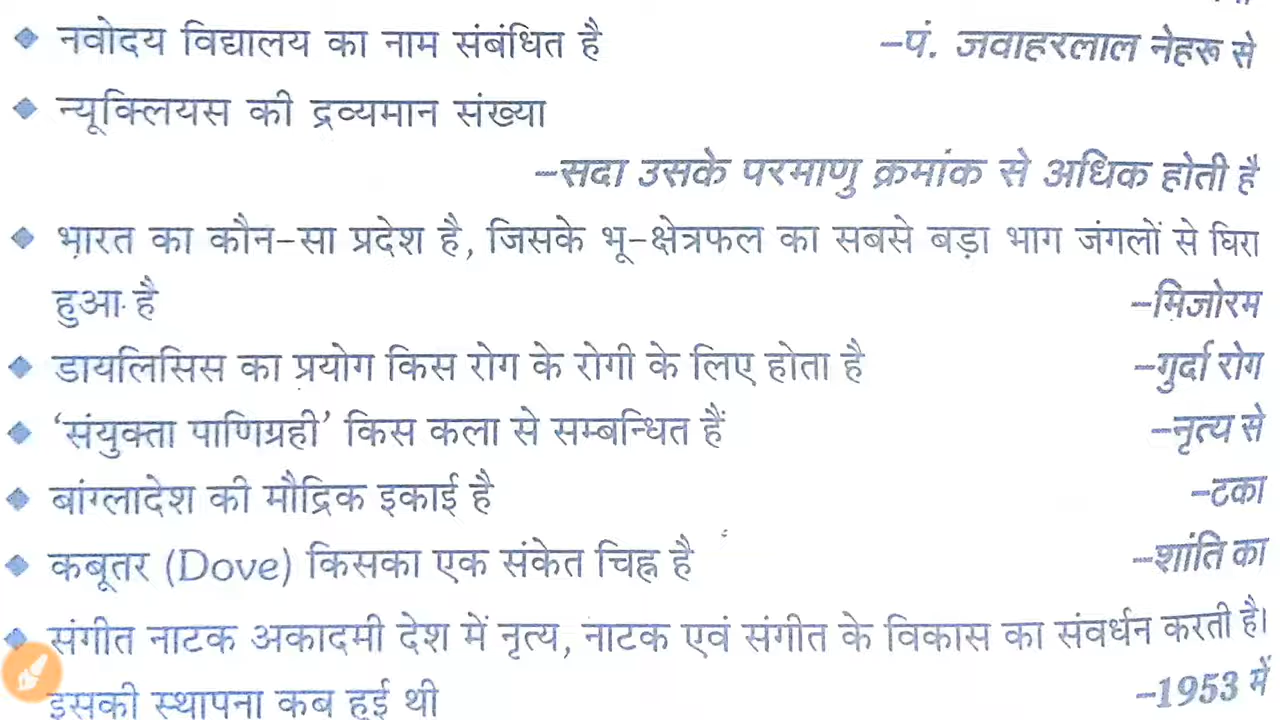 ◆ नवोदय विद्यालय का नाम संबंधित है –पं. जवाहरलाल नेहरू से
◆ न्यूक्लियस की द्रव्यमान संख्या
–सदा उसके परमाणु क्रमांक से अधिक होती है
◆ भारत का कौन-सा प्रदेश है, जिसके भू-क्षेत्रफल का सबसे बड़ा भाग जंगलों से घिरा
हुआ है –मिजोरम
◆ डायलिसिस का प्रयोग किस रोग के रोगी के लिए होता है –गुर्दा रोग
◆ 'संयुक्ता पाणिग्रही' किस कला से सम्बन्धित हैं –नृत्य से
◆ बांग्लादेश की मौद्रिक इकाई है –टका
◆ कबूतर (Dove) किसका एक संकेत चिह्न है –शांति का
◆ संगीत नाटक अकादमी देश में नृत्य, नाटक एवं संगीत के विकास का संवर्धन करती है।
इसकी स्थापना कब हुई थी –1953 में